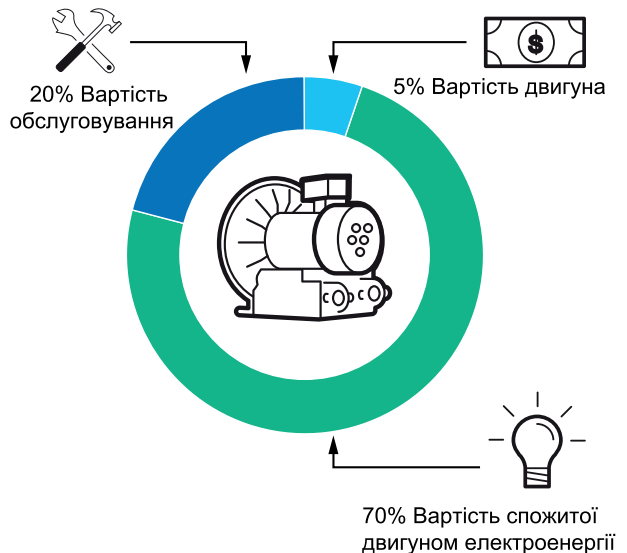 20% Вартість
обслуговування
5% Вартість двигуна
$
70% Вартість спожитої
двигуном електроенергії